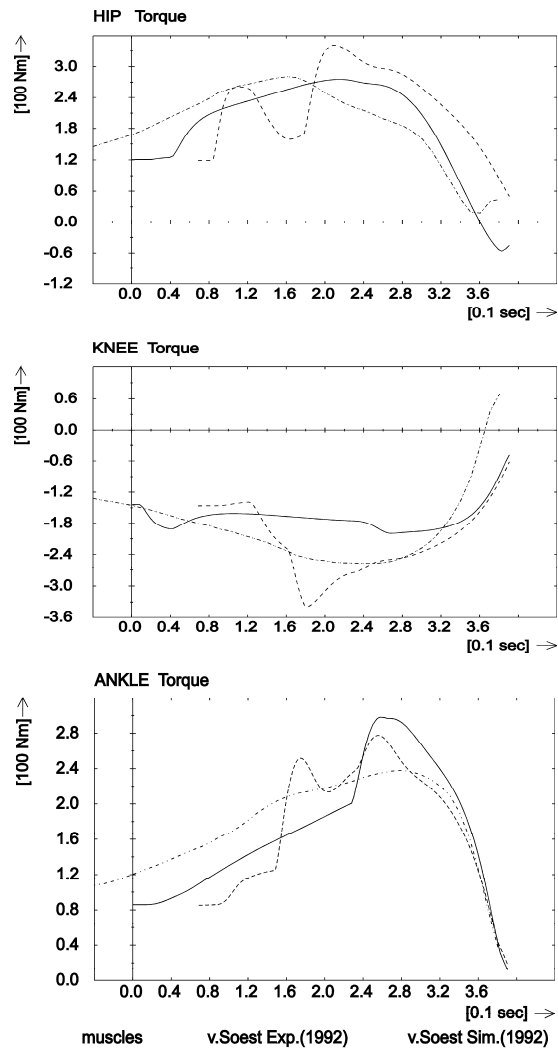 HIP Torque
[100 Nm]
3.0
2.4
1.8
1.2
0.6
0.0
-0.6
-1.2
0.0 0.4 0.8 1.2 1.6 2.0 2.4 2.8 3.2 3.6
[0.1 sec]
KNEE Torque
[100 Nm]
0.6
0.0
-0.6
-1.2
-1.8
-2.4
-3.0
-3.6
0.0 0.4 0.8 1.2 1.6 2.0 2.4 2.8 3.2 3.6
[0.1 sec]
ANKLE Torque
[100 Nm]
2.8
2.4
2.0
1.6
1.2
0.8
0.4
0.0
0.0 0.4 0.8 1.2 1.6 2.0 2.4 2.8 3.2 3.6
[0.1 sec]
muscles v.Soest Exp.(1992) v.Soest Sim.(1992)